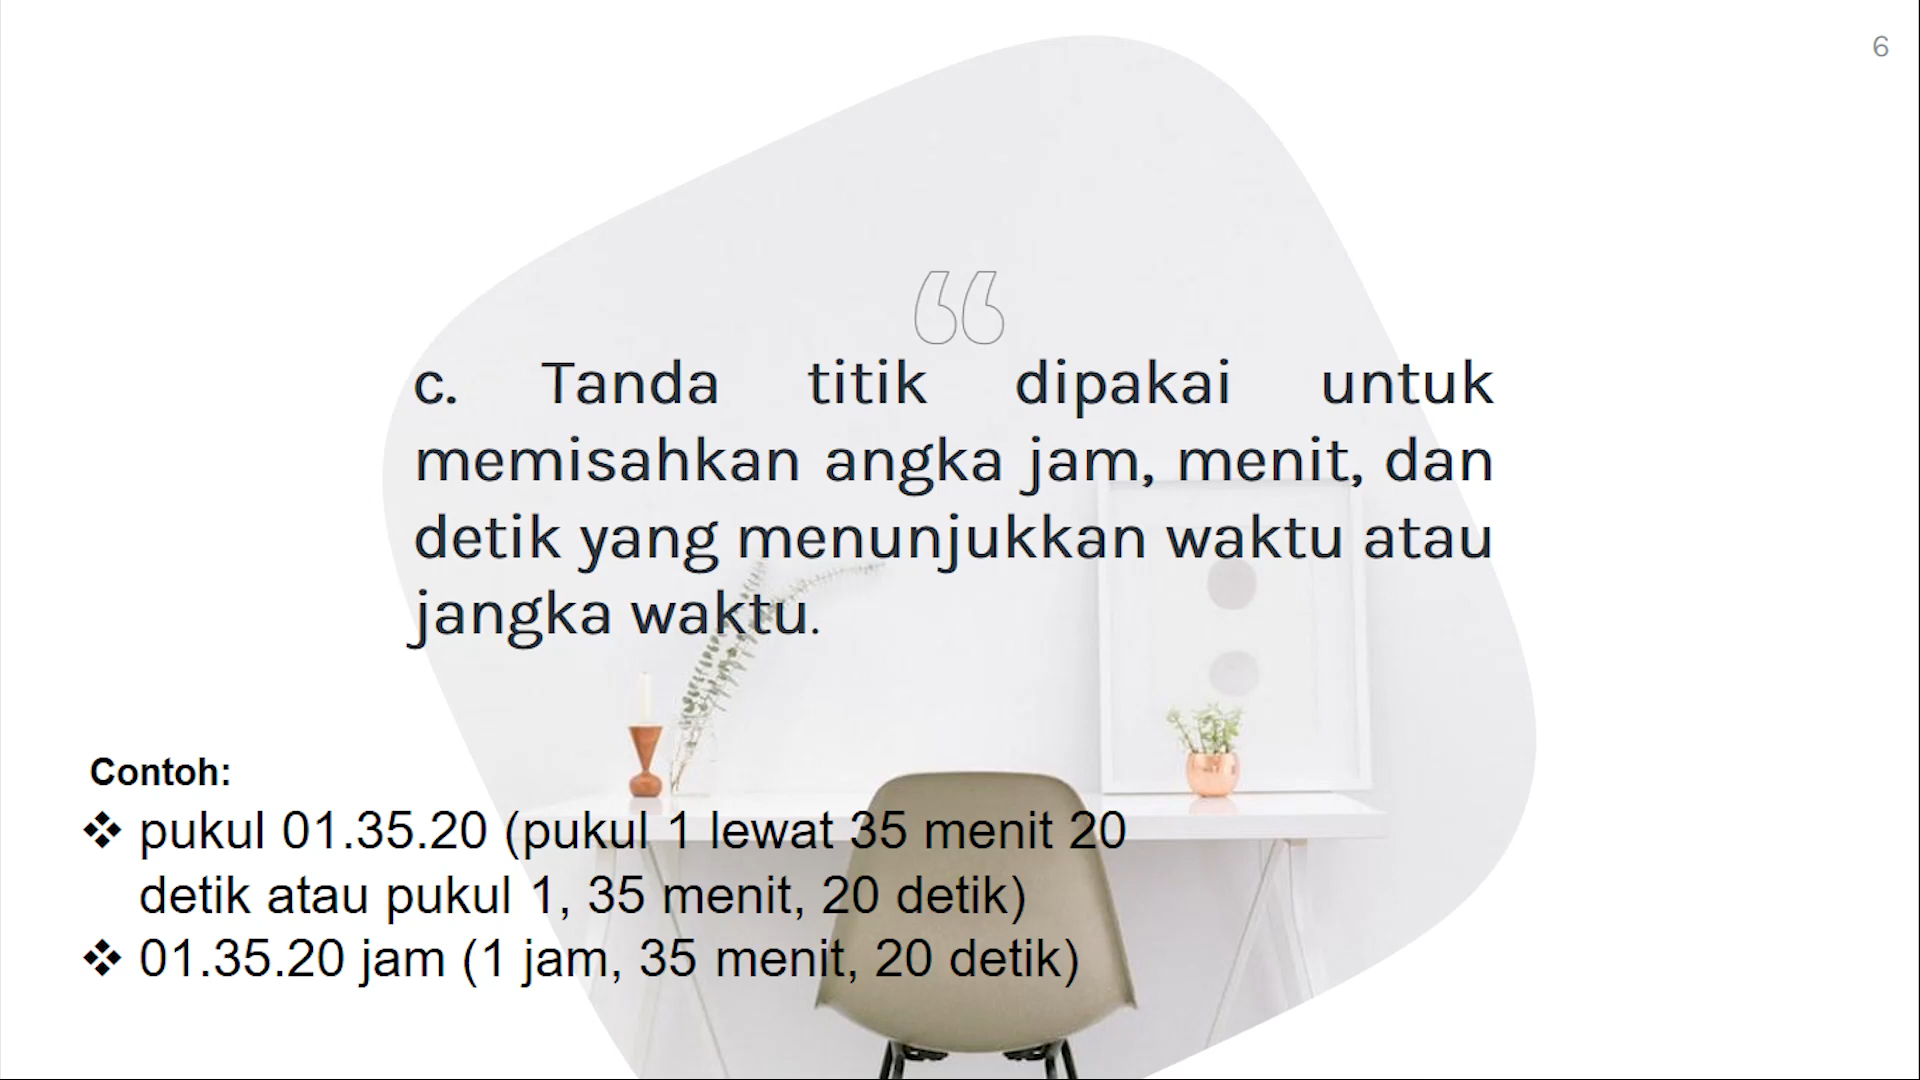 6
“
c. Tanda titik dipakai untuk
memisahkan angka jam, menit, dan
detik yang menunjukkan waktu atau
jangka waktu.
Contoh:
❖ pukul 01.35.20 (pukul 1 lewat 35 menit 20
detik atau pukul 1, 35 menit, 20 detik)
❖ 01.35.20 jam (1 jam, 35 menit, 20 detik)